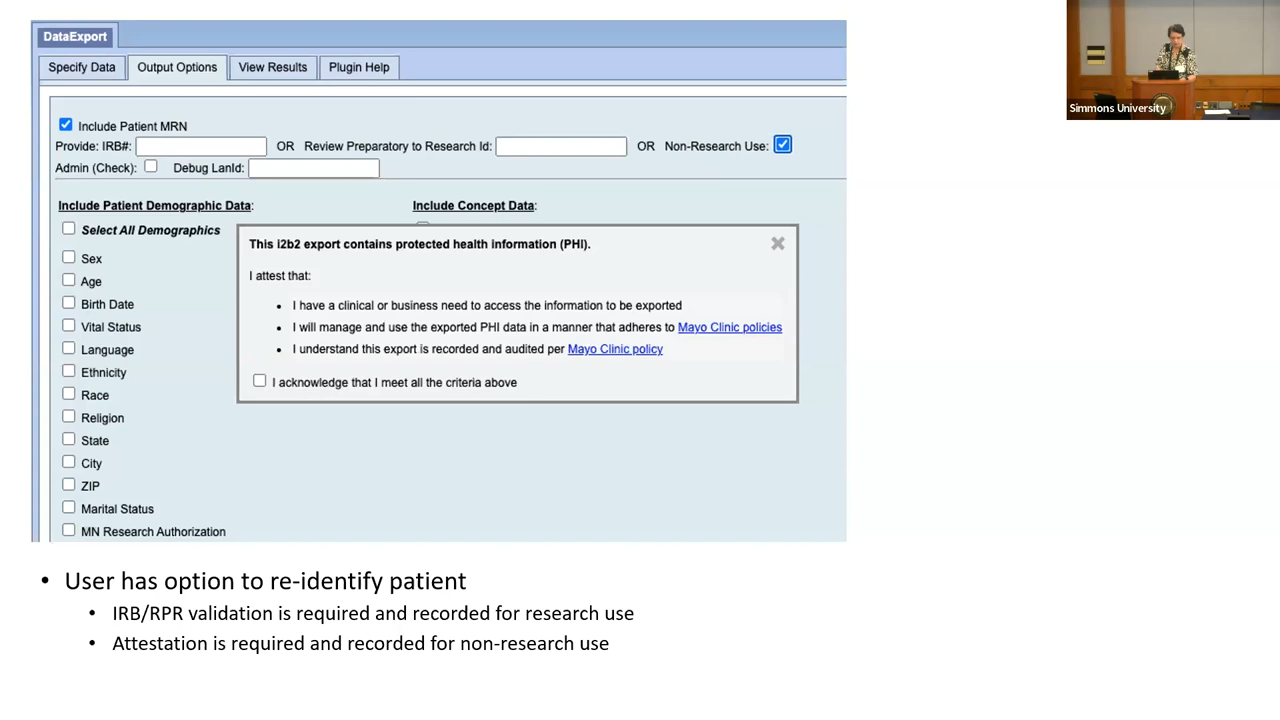 DataExport
Specify Data
Output Options
View Results
Plugin Help
Include Patient MRN
Provide: IRB#: OR Review Preparatory to Research Id: OR Non-Research Use:
Admin (Check): Debug LanId:
Include Patient Demographic Data: Include Concept Data:
Select All Demographics
Sex
Age
Birth Date
Vital Status
Language
Ethnicity
Race
Religion
State
City
ZIP
Marital Status
MN Research Authorization
This i2b2 export contains protected health information (PHI).
I attest that:
• I have a clinical or business need to access the information to be exported
• I will manage and use the exported PHI data in a manner that adheres to Mayo Clinic policies
• I understand this export is recorded and audited per Mayo Clinic policy
I acknowledge that I meet all the criteria above
• User has option to re-identify patient
• IRB/RPR validation is required and recorded for research use
• Attestation is required and recorded for non-research use
Simmons University